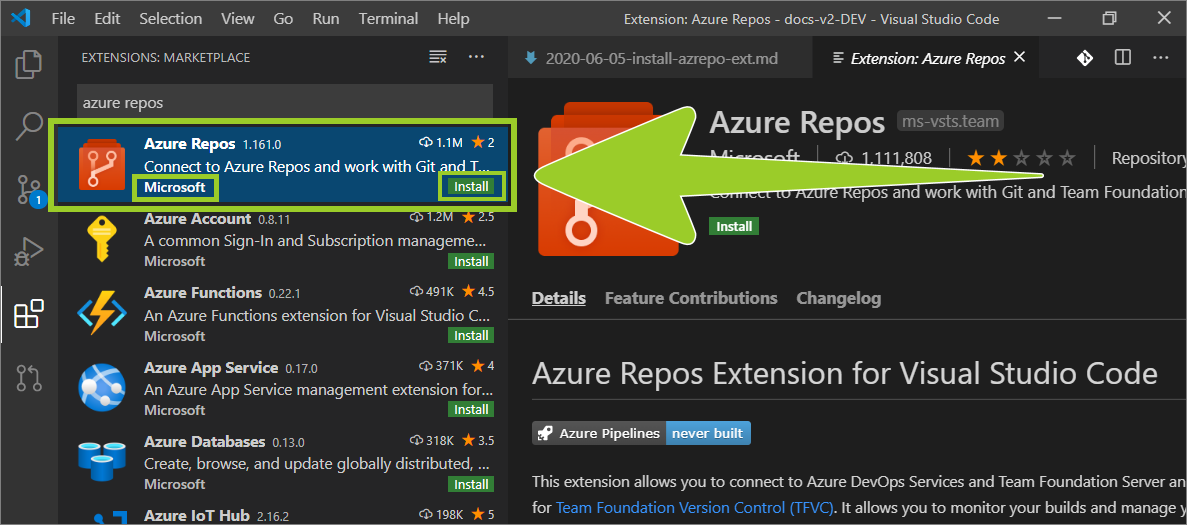 File Edit Selection View Go Run Terminal Help Extension: Azure Repos - docs-v2-DEV - Visual Studio Code
EXTENSIONS: MARKETPLACE
azure repos
Azure Repos 1.161.0 1.1M 2
Connect to Azure Repos and work with Git and T...
Microsoft Install
Azure Account 0.8.11 1.2M 2.5
A common Sign-In and Subscription manageme...
Microsoft Install
Azure Functions 0.22.1 491K 4.5
An Azure Functions extension for Visual Studio C...
Microsoft Install
Azure App Service 0.17.0 371K 4
An Azure App Service management extension for...
Microsoft Install
Azure Databases 0.13.0 318K 3.5
Create, browse, and update globally distributed, ...
Microsoft Install
Azure IoT Hub 2.16.2 198K 5
1
2020-06-05-install-azrepo-ext.md Extension: Azure Repos
Azure Repos ms-vsts.team
Microsoft 1,111,808 Repository
Connect to Azure Repos and work with Git and Team Foundation
Install
Details Feature Contributions Changelog
Azure Repos Extension for Visual Studio Code
Azure Pipelines never built
This extension allows you to connect to Azure DevOps Services and Team Foundation Server an
for Team Foundation Version Control (TFVC). It allows you to monitor your builds and manage y